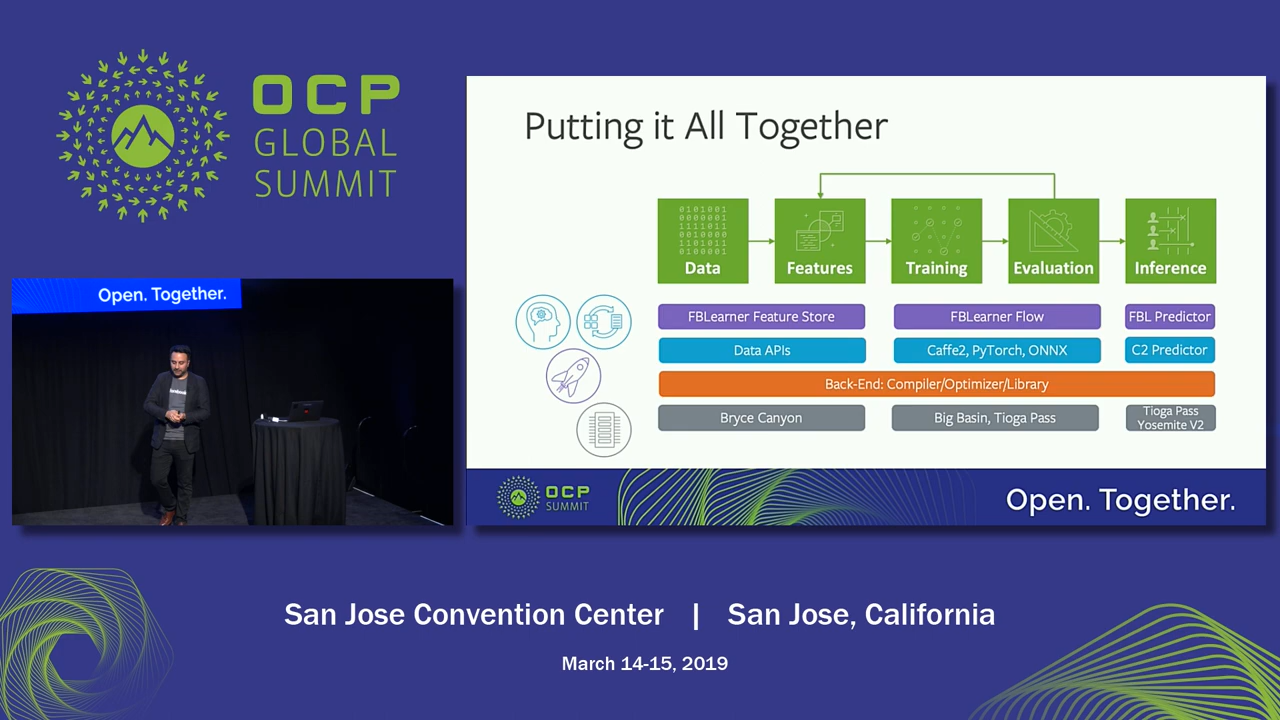 OCP
GLOBAL
SUMMIT
Open. Together.
Putting it All Together
0101001
0000001
1111011
0010000
1101011
0100001
Data
Features
Training
Evaluation
Inference
FBLearner Feature Store
FBLearner Flow
FBL Predictor
Data APIs
Caffe2, PyTorch, ONNX
C2 Predictor
Back-End: Compiler/Optimizer/Library
Bryce Canyon
Big Basin, Tioga Pass
Tioga Pass
Yosemite V2
OCP
SUMMIT
Open. Together.
San Jose Convention Center | San Jose, California
March 14-15, 2019